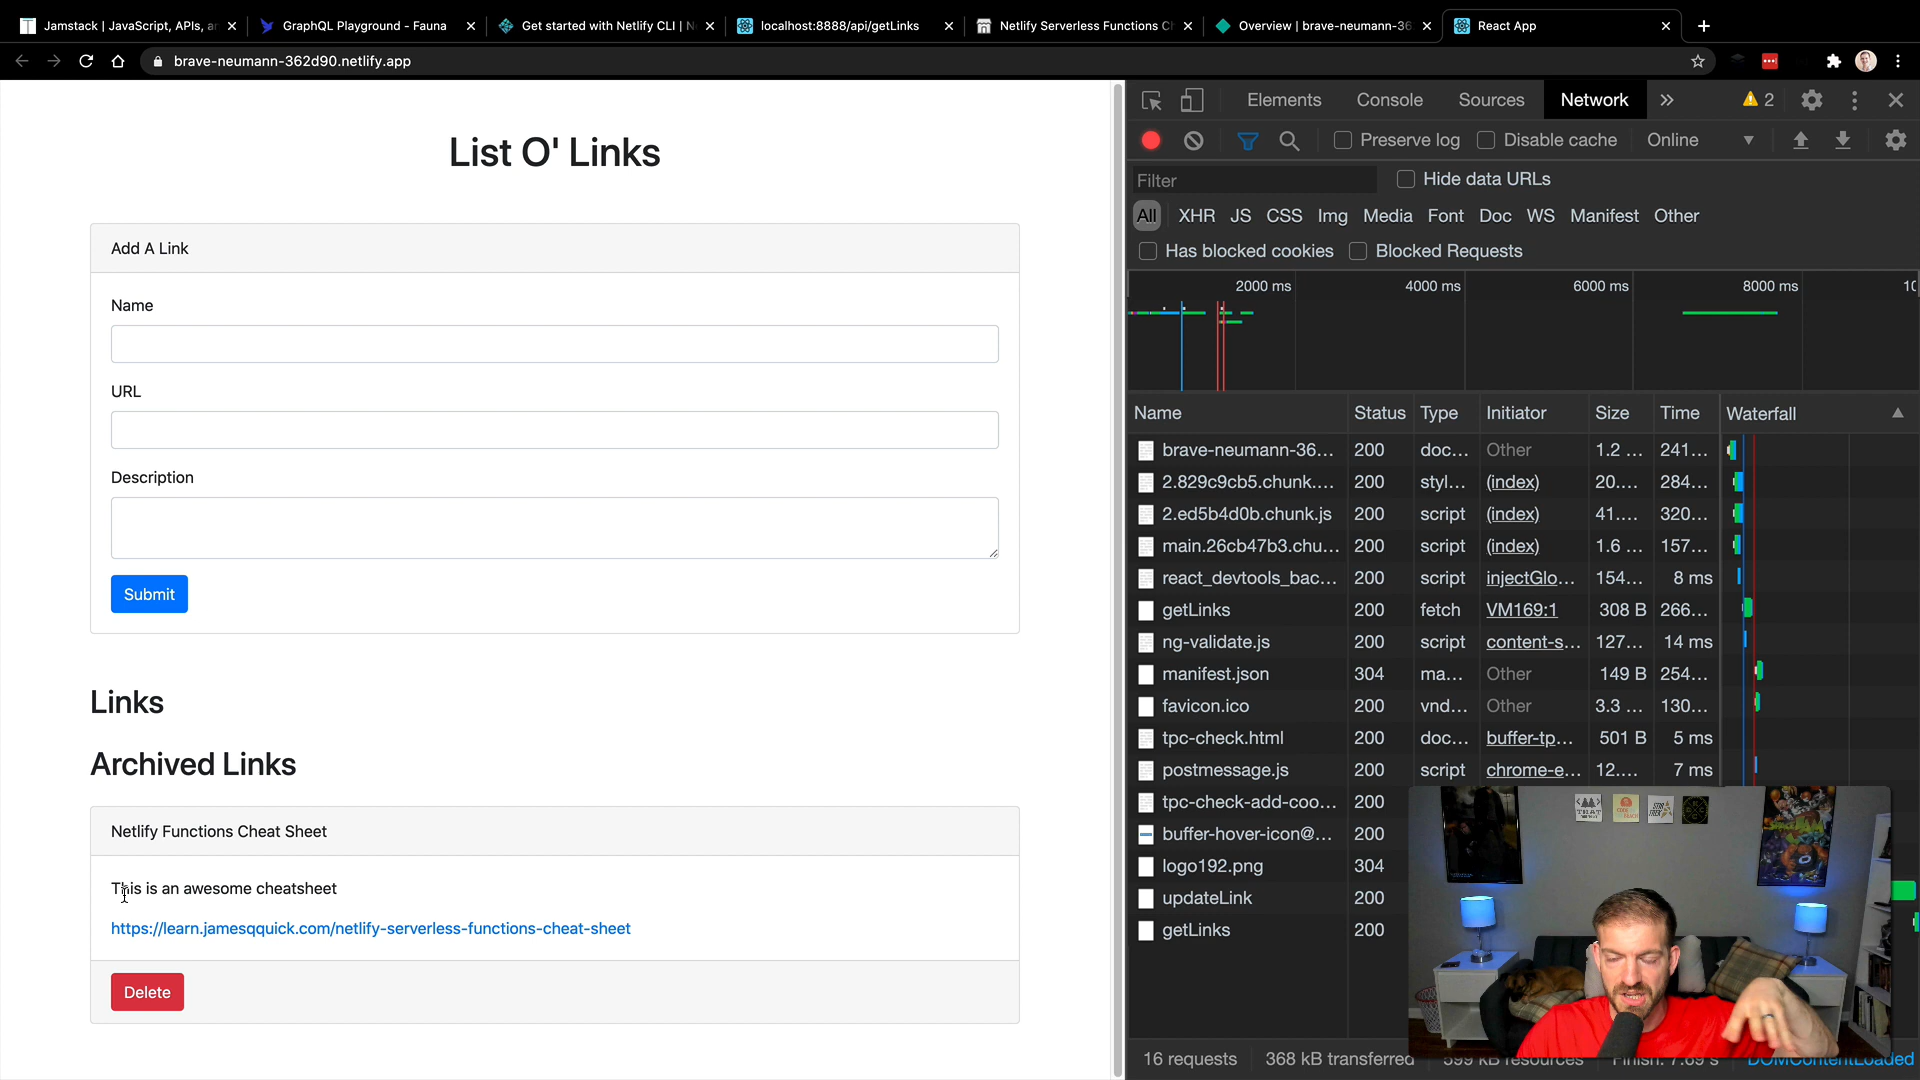 Jamstack | JavaScript, APIs, a
GraphQL Playground - Fauna
Get started with Netlify CLI | N
localhost:8888/api/getLinks
Netlify Serverless Functions C
Overview | brave-neumann-36
React App
brave-neumann-362d90.netlify.app
List O' Links
Add A Link
Name
URL
Description
Submit
Links
Archived Links
Netlify Functions Cheat Sheet
This is an awesome cheatsheet
https://learn.jamesqquick.com/netlify-serverless-functions-cheat-sheet
Delete
Elements Console Sources Network » 2
Preserve log Disable cache Online
Filter Hide data URLs
All XHR JS CSS Img Media Font Doc WS Manifest Other
Has blocked cookies Blocked Requests
2000 ms 4000 ms 6000 ms 8000 ms
Name Status Type Initiator Size Time Waterfall
brave-neumann-36... 200 doc... Other 1.2 ... 241...
2.829c9cb5.chunk.... 200 styl... (index) 20.... 284...
2.ed5b4d0b.chunk.js 200 script (index) 41.... 320...
main.26cb47b3.chu... 200 script (index) 1.6 ... 157...
react_devtools_bac... 200 script injectGlo... 154... 8 ms
getLinks 200 fetch VM169:1 308 B 266...
ng-validate.js 200 script content-s... 127... 14 ms
manifest.json 304 ma... Other 149 B 254...
favicon.ico 200 vnd... Other 3.3 ... 130...
tpc-check.html 200 doc... buffer-tp... 501 B 5 ms
postmessage.js 200 script chrome-e... 12.... 7 ms
tpc-check-add-coo... 200
buffer-hover-icon@... 200
logo192.png 304
updateLink 200
getLinks 200
STAR TREK
SPACE JAM
16 requests 368 kB transferred 599 kB resources Finish: 7.69 s DOMContentLoaded